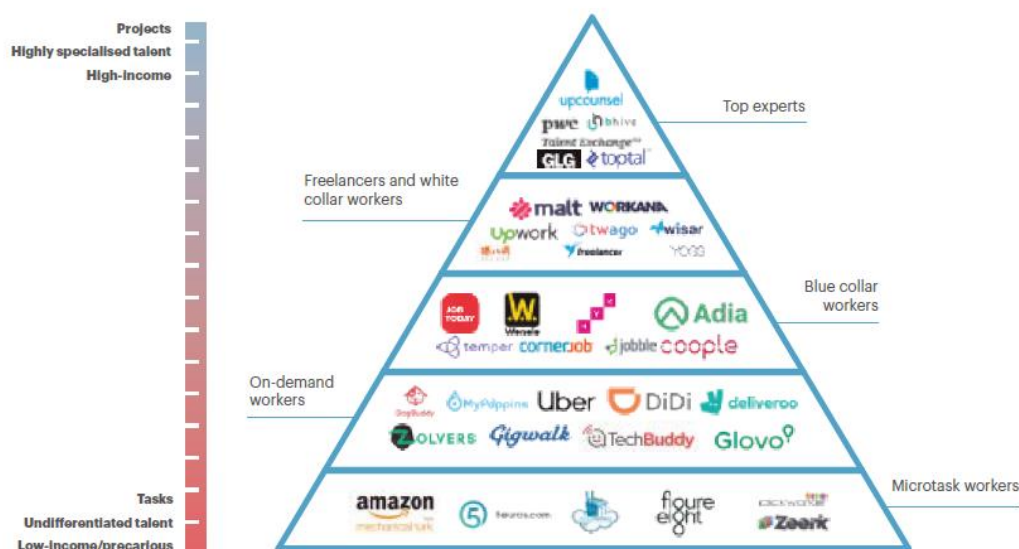 Projects
Highly specialised talent
High-income
Tasks
Undifferentiated talent
Low-income/precarious
upcounsel
pwc bhive
Talent Exchange
GLG toptal
Top experts
Freelancers and white
collar workers
malt WORKANA
Upwork twago wisar
freelancer
Blue collar
workers
JOB
TODAY
W.
Adia
temper cornerjob jobble coople
On-demand
workers
DogBuddy MyPoppins Uber DiDi deliveroo
ZOLVERS Gigwalk TechBuddy Glovo
Microtask workers
amazon
mechanical turk
5
figure
eight
Zeerk